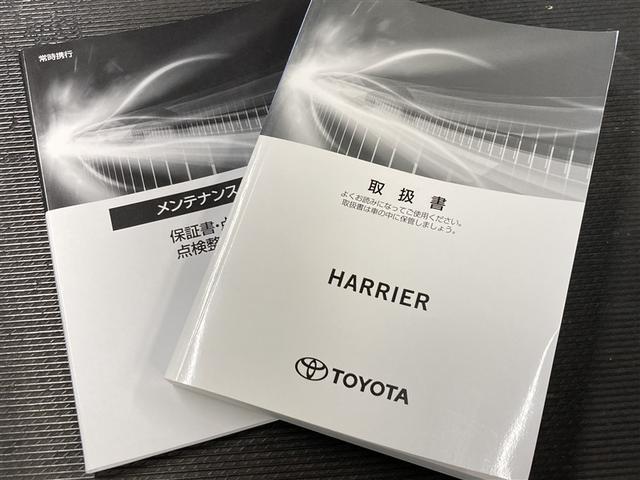 常時携行
メンテナンス
保証書・
点検整
取扱書
よくお読みになってご使用ください。
取扱書は車の中に保管しましょう。
HARRIER
TOYOTA